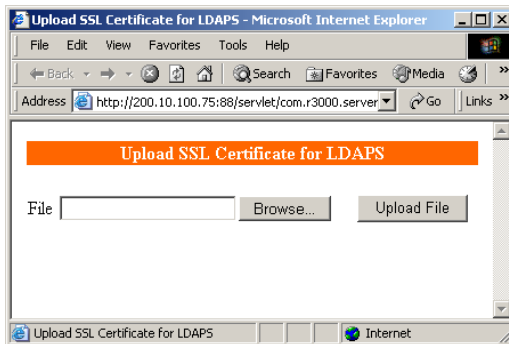 Upload SSL Certificate for LDAPS - Microsoft Internet Explorer
File Edit View Favorites Tools Help
Back Search Favorites Media »
Address http://200.10.100.75:88/servlet/com.r3000.server Go Links »
Upload SSL Certificate for LDAPS
File Browse... Upload File
Upload SSL Certificate for LDAPS Internet